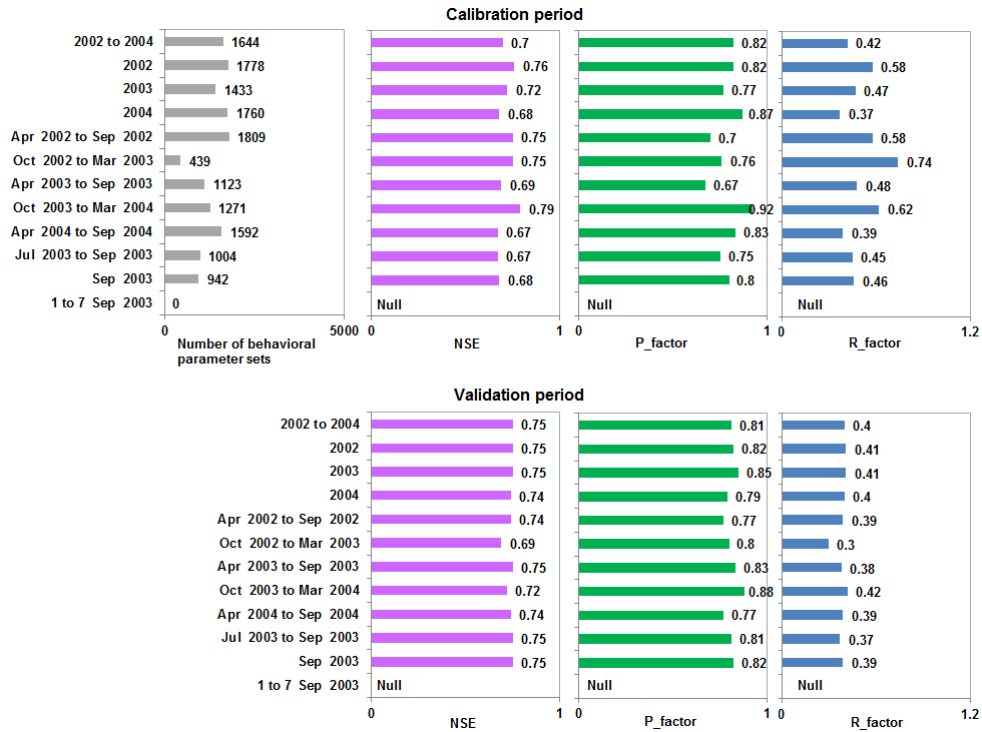 Calibration period
2002 to 2004 1644 0.7 0.82 0.42
2002 1778 0.76 0.82 0.58
2003 1433 0.72 0.77 0.47
2004 1760 0.68 0.87 0.37
Apr 2002 to Sep 2002 1809 0.75 0.7 0.58
Oct 2002 to Mar 2003 439 0.75 0.76 0.74
Apr 2003 to Sep 2003 1123 0.69 0.67 0.48
Oct 2003 to Mar 2004 1271 0.79 0.92 0.62
Apr 2004 to Sep 2004 1592 0.67 0.83 0.39
Jul 2003 to Sep 2003 1004 0.67 0.75 0.45
Sep 2003 942 0.68 0.8 0.46
1 to 7 Sep 2003 0 Null Null Null
0 5000 0 1 0 1 0 1.2
Number of behavioral NSE P_factor R_factor
parameter sets
Validation period
2002 to 2004 0.75 0.81 0.4
2002 0.75 0.82 0.41
2003 0.75 0.85 0.41
2004 0.74 0.79 0.4
Apr 2002 to Sep 2002 0.74 0.77 0.39
Oct 2002 to Mar 2003 0.69 0.8 0.3
Apr 2003 to Sep 2003 0.75 0.83 0.38
Oct 2003 to Mar 2004 0.72 0.88 0.42
Apr 2004 to Sep 2004 0.74 0.77 0.39
Jul 2003 to Sep 2003 0.75 0.81 0.37
Sep 2003 0.75 0.82 0.39
1 to 7 Sep 2003 Null Null Null
0 1 0 1 0 1.2
NSE P_factor R_factor